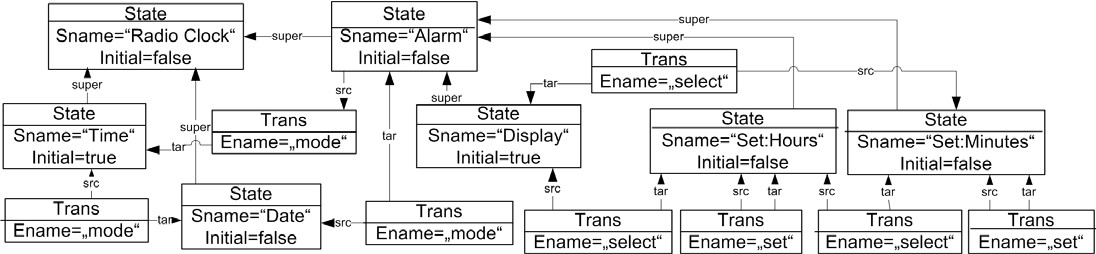 State
Sname="Radio Clock"
Initial=false
super
State
Sname="Alarm"
Initial=false
super
super
Trans
Ename=„select“
tar
src
super
src
super
super
tar
State
Sname="Time"
Initial=true
tar
Trans
Ename=„mode“
State
Sname="Display"
Initial=true
State
Sname="Set:Hours"
Initial=false
State
Sname="Set:Minutes"
Initial=false
src
src
tar
src
tar
src
tar
src
tar
Trans
Ename=„mode“
tar
State
Sname="Date"
Initial=false
src
Trans
Ename=„mode“
Trans
Ename=„select“
Trans
Ename=„set“
Trans
Ename=„select“
Trans
Ename=„set“